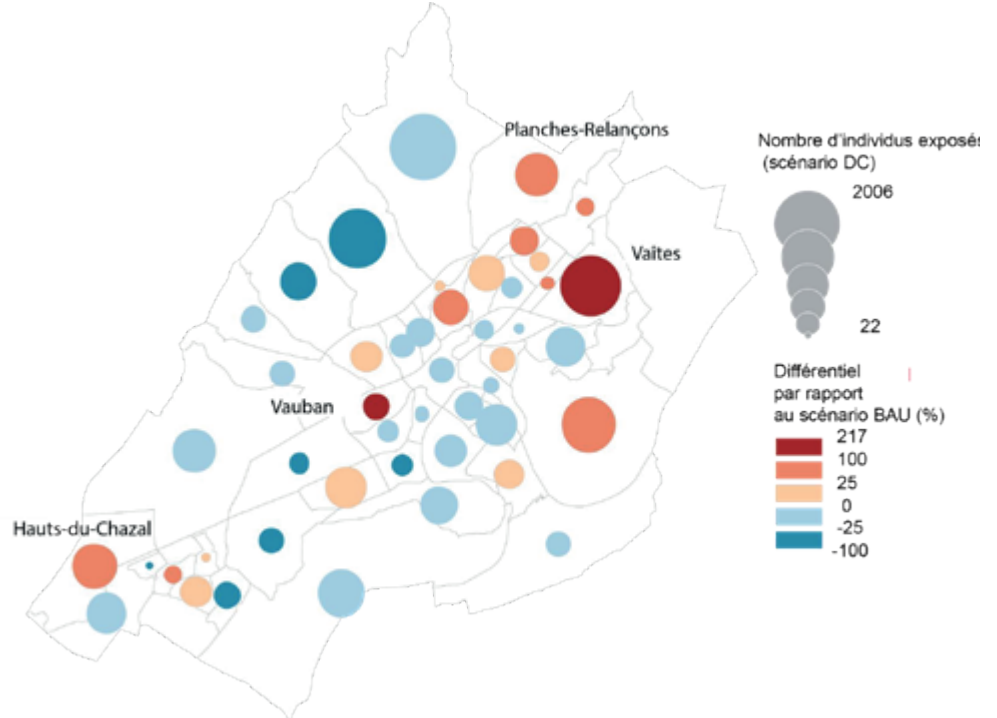 Planches-Relançons
Vaîtes
Vauban
Hauts-du-Chazal
Nombre d'individus exposés
(scénario DC)
2006
22
Différentiel
par rapport
au scénario BAU (%)
217
100
25
0
-25
-100